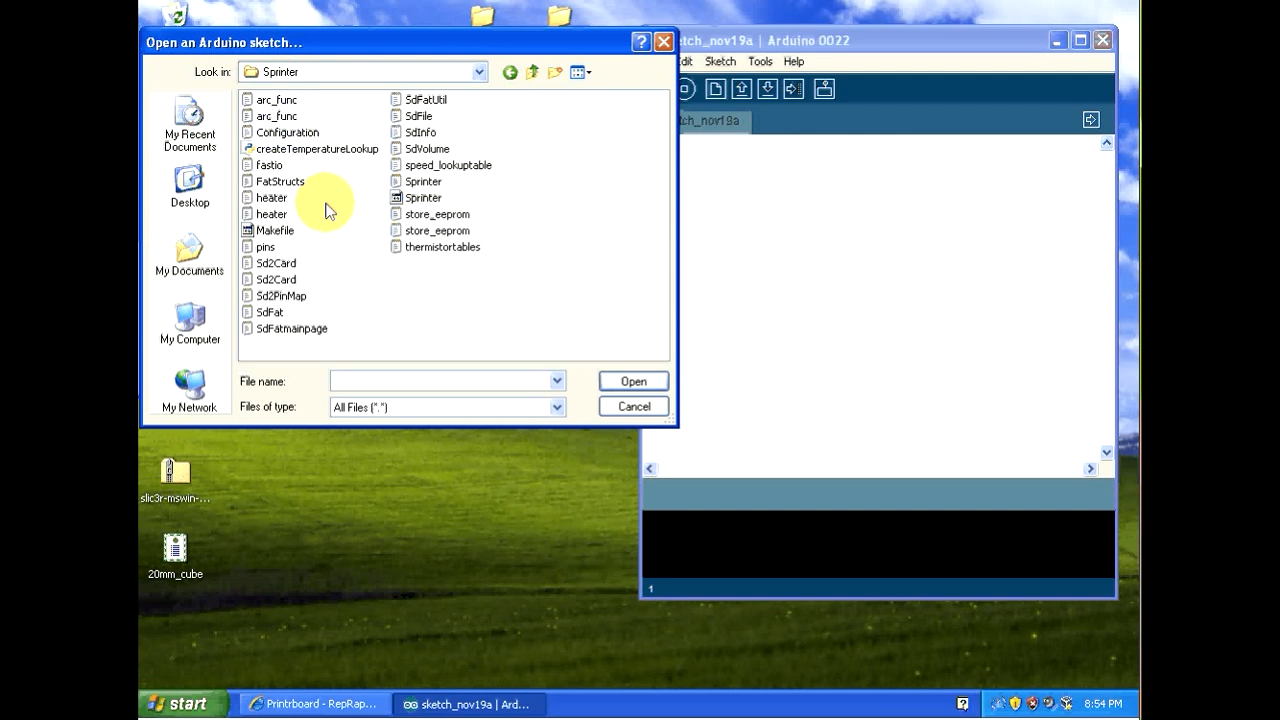 Open an Arduino sketch...
Look in:
Sprinter
My Recent
Documents
Desktop
My Documents
My Computer
My Network
arc_func
arc_func
Configuration
createTemperatureLookup
fastio
FatStructs
heater
heater
Makefile
pins
Sd2Card
Sd2Card
Sd2PinMap
SdFat
SdFatmainpage
SdFatUtil
SdFile
SdInfo
SdVolume
speed_lookuptable
Sprinter
Sprinter
store_eeprom
store_eeprom
thermistortables
File name:
Open
Files of type:
All Files (*.*)
Cancel
etch_nov19a | Arduino 0022
dit Sketch Tools Help
tch_nov19a
1
slic3r-mswin-...
20mm_cube
start
Printrboard - RepRap...
sketch_nov19a | Ard...
?
8:54 PM